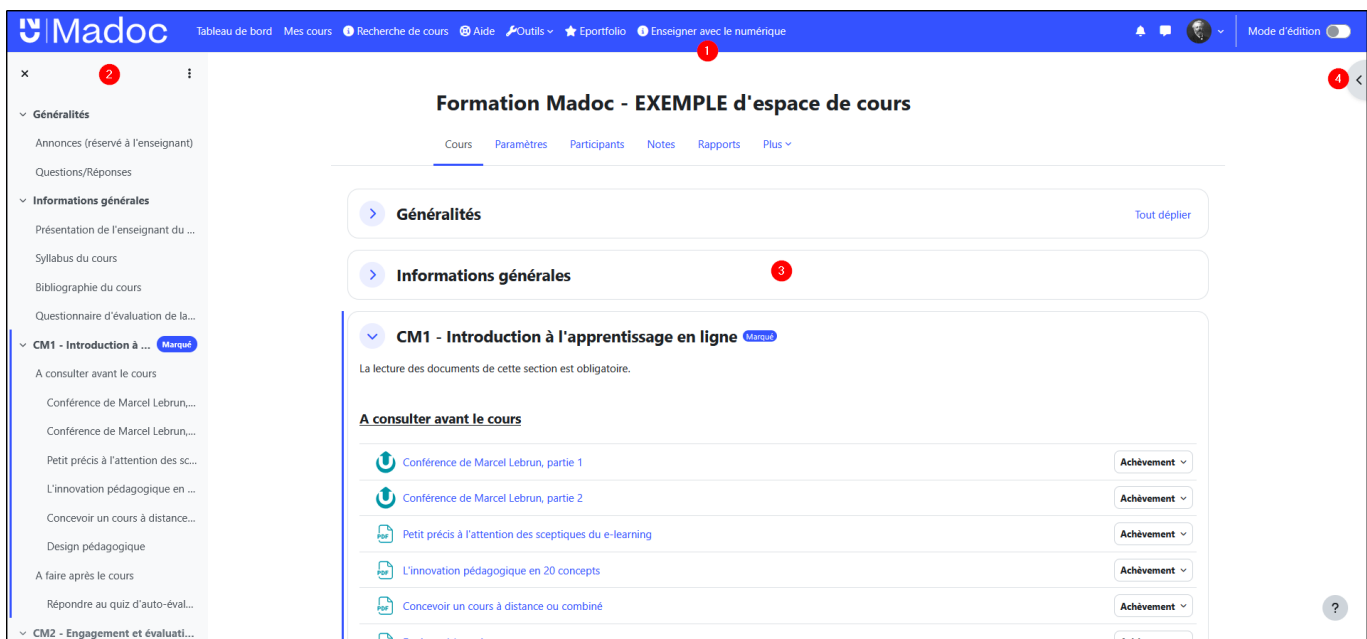 Madoc
Tableau de bord Mes cours Recherche de cours Aide Outils Eportfolio Enseigner avec le numérique Mode d'édition
1
2
4
Généralités
Annonces (réservé à l'enseignant)
Questions/Réponses
Informations générales
Présentation de l'enseignant du ...
Syllabus du cours
Bibliographie du cours
Questionnaire d'évaluation de la...
CM1 - Introduction à ... Marqué
A consulter avant le cours
Conférence de Marcel Lebrun,...
Conférence de Marcel Lebrun,...
Petit précis à l'attention des sc...
L'innovation pédagogique en ...
Concevoir un cours à distance...
Design pédagogique
A faire après le cours
Répondre au quiz d'auto-éval...
CM2 - Engagement et évaluati...
Formation Madoc - EXEMPLE d'espace de cours
Cours Paramètres Participants Notes Rapports Plus
Généralités Tout déplier
Informations générales 3
CM1 - Introduction à l'apprentissage en ligne Marqué
La lecture des documents de cette section est obligatoire.
A consulter avant le cours
Conférence de Marcel Lebrun, partie 1 Achèvement
Conférence de Marcel Lebrun, partie 2 Achèvement
PDF Petit précis à l'attention des sceptiques du e-learning Achèvement
PDF L'innovation pédagogique en 20 concepts Achèvement
PDF Concevoir un cours à distance ou combiné Achèvement
?